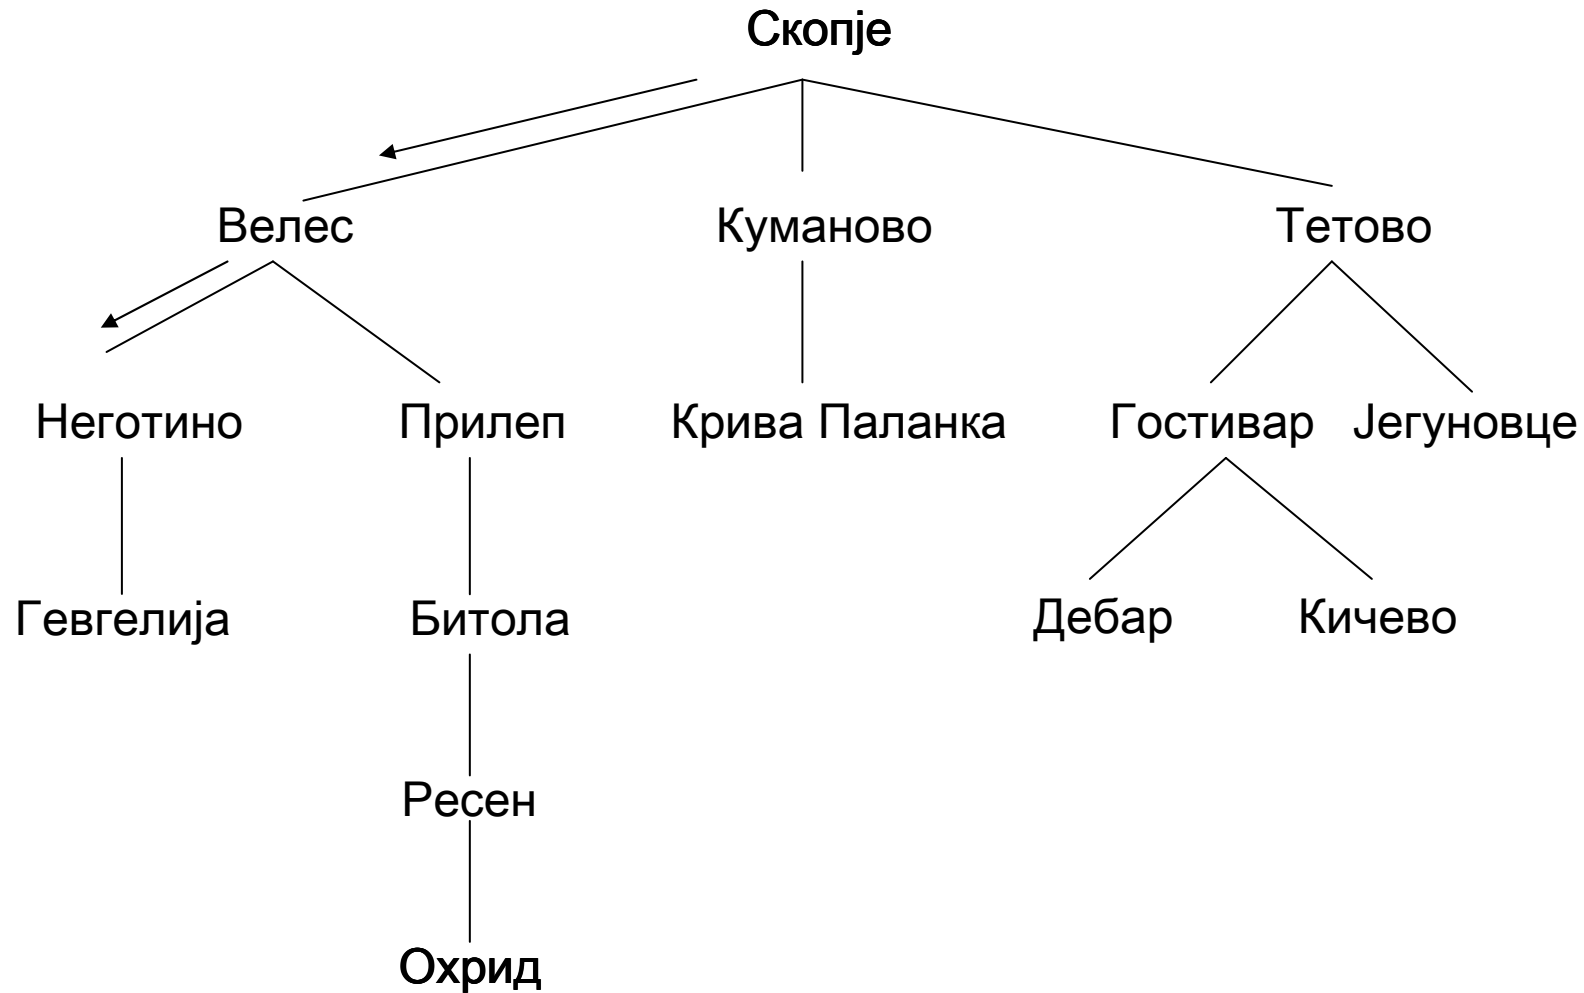 Скопје
Велес Куманово Тетово
Неготино Прилеп Крива Паланка Гостивар Јегуновце
Гевгелија Битола Дебар Кичево
Ресен
Охрид